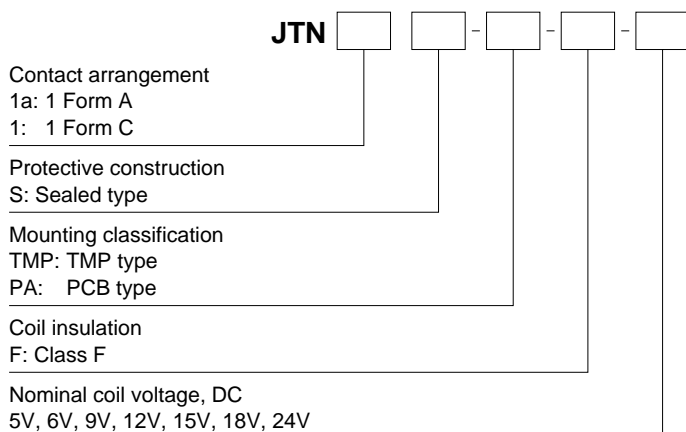 JTN - - -
Contact arrangement
1a: 1 Form A
1: 1 Form C
Protective construction
S: Sealed type
Mounting classification
TMP: TMP type
PA: PCB type
Coil insulation
F: Class F
Nominal coil voltage, DC
5V, 6V, 9V, 12V, 15V, 18V, 24V